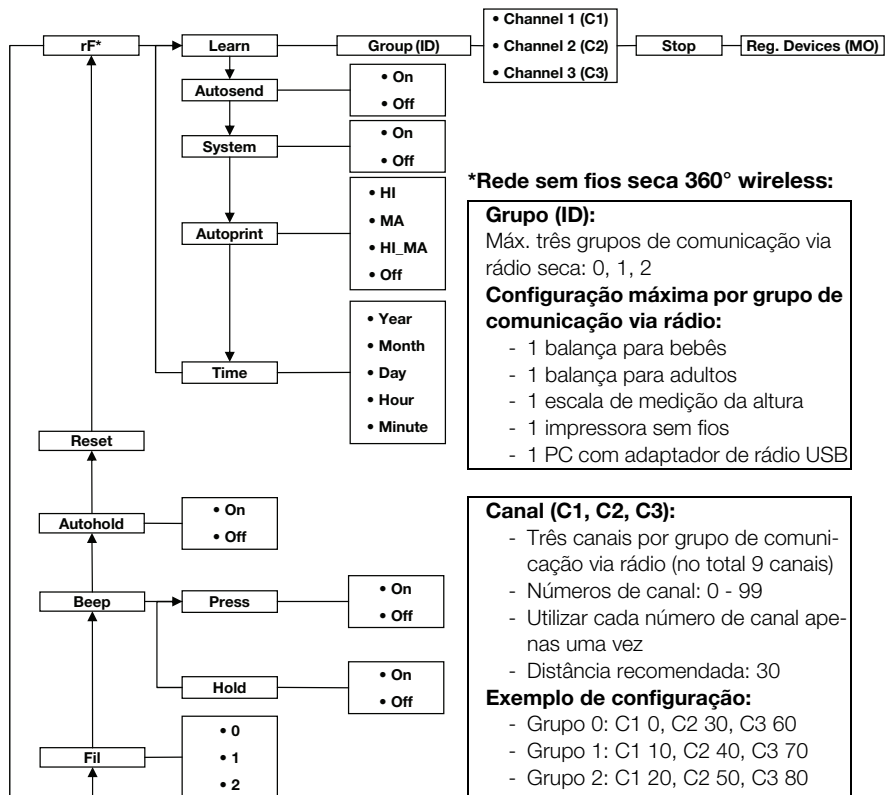 rF*
Learn
Group (ID)
• Channel 1 (C1)
• Channel 2 (C2)
• Channel 3 (C3)
Stop
Reg. Devices (MO)
Autosend
• On
• Off
System
• On
• Off
Autoprint
• HI
• MA
• HI_MA
• Off
Time
• Year
• Month
• Day
• Hour
• Minute
Reset
Autohold
• On
• Off
Beep
Press
• On
• Off
Hold
• On
• Off
Fil
• 0
• 1
• 2
*Rede sem fios seca 360° wireless:
Grupo (ID):
Máx. três grupos de comunicação via
rádio seca: 0, 1, 2
Configuração máxima por grupo de
comunicação via rádio:
- 1 balança para bebês
- 1 balança para adultos
- 1 escala de medição da altura
- 1 impressora sem fios
- 1 PC com adaptador de rádio USB
Canal (C1, C2, C3):
- Três canais por grupo de comuni-
cação via rádio (no total 9 canais)
- Números de canal: 0 - 99
- Utilizar cada número de canal ape-
nas uma vez
- Distância recomendada: 30
Exemplo de configuração:
- Grupo 0: C1 0, C2 30, C3 60
- Grupo 1: C1 10, C2 40, C3 70
- Grupo 2: C1 20, C2 50, C3 80